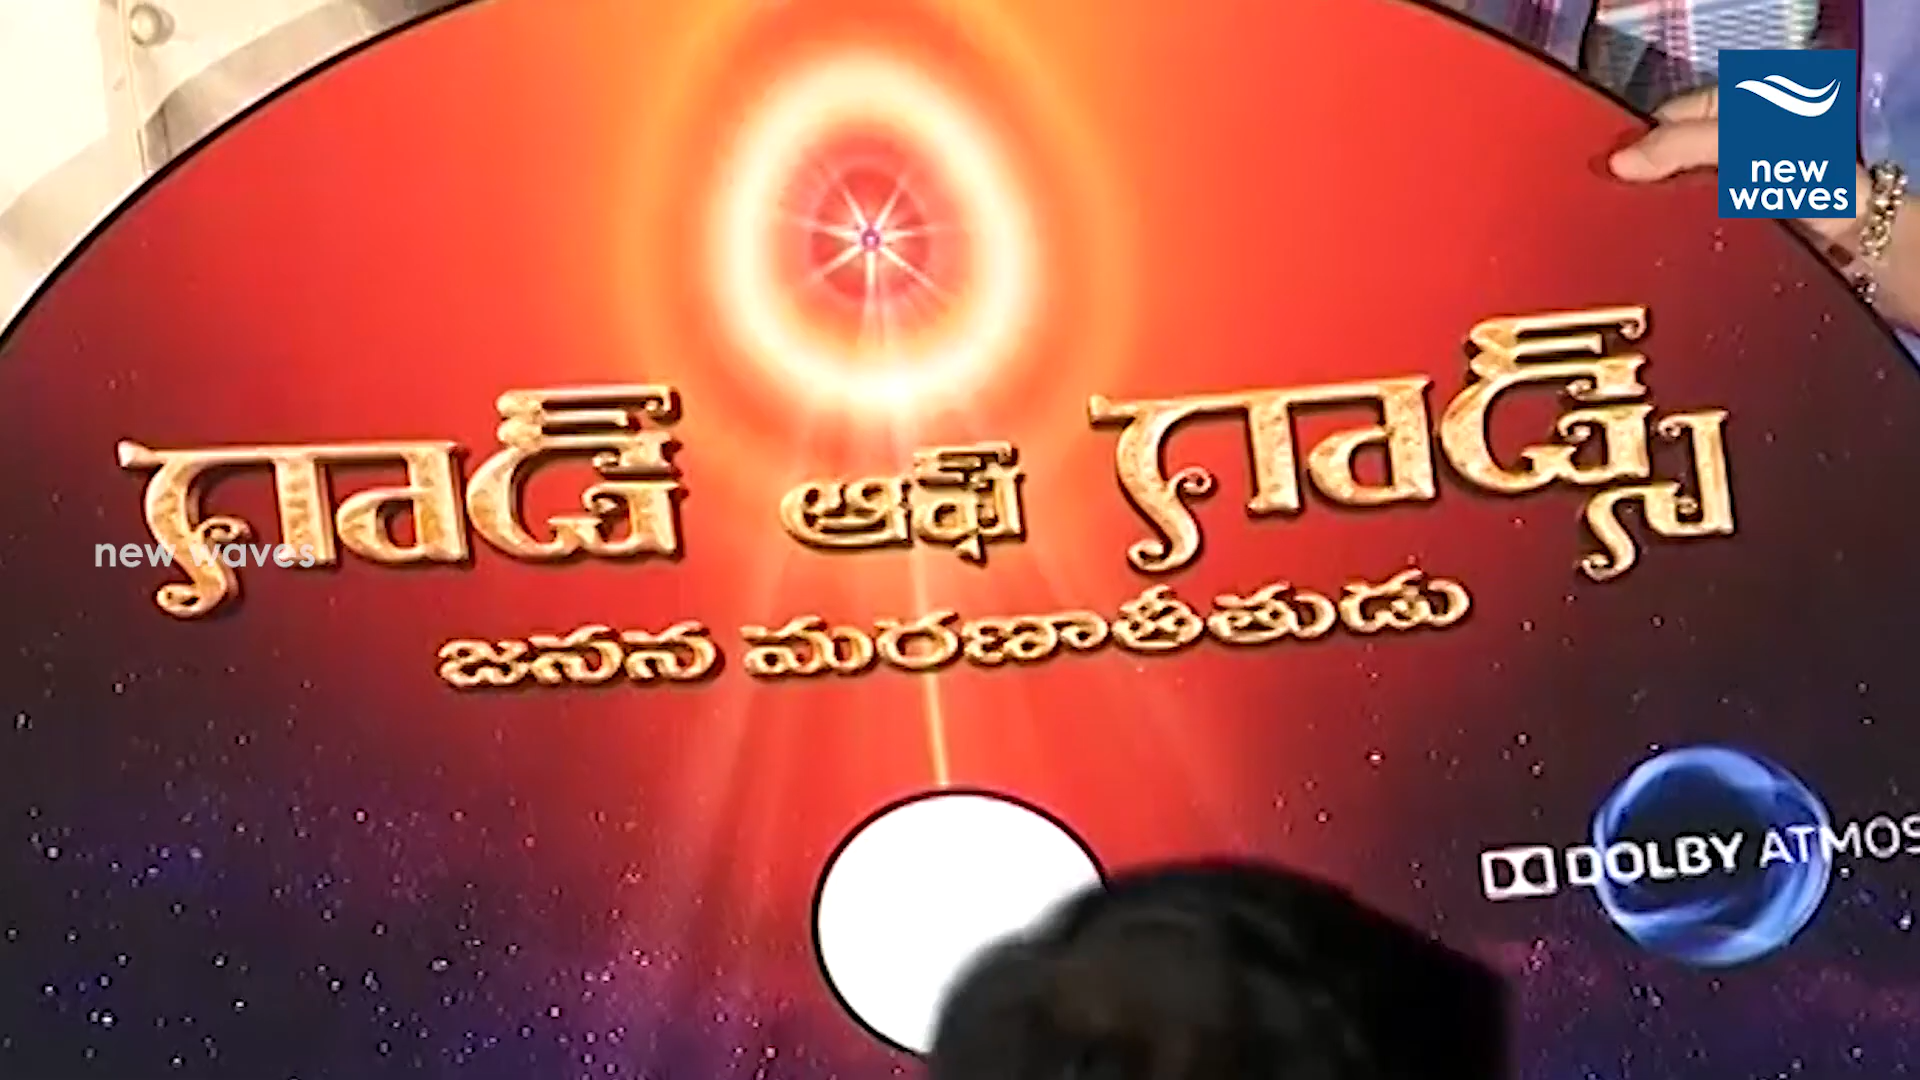 new
waves
గాడ్ ఆఫ్ గాడ్స్
new waves
జనన మరణాతీతుడు
DOLBY ATMOS